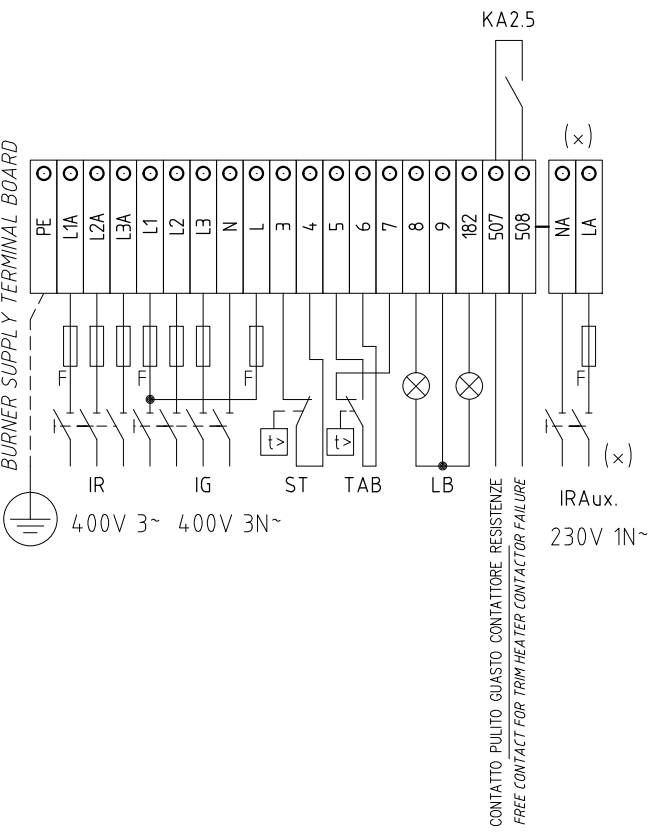 KA2.5
(x)
BURNER SUPPLY TERMINAL BOARD
PE L1A L2A L3A L1 L2 L3 N L 3 4 5 6 7 8 9 182 507 508 NA LA
F F F F
t> t>
(x)
IR IG ST TAB LB IRAux.
400V 3~ 400V 3N~ 230V 1N~
CONTATTO PULITO GUASTO CONTATTORE RESISTENZE
FREE CONTACT FOR TRIM HEATER CONTACTOR FAILURE